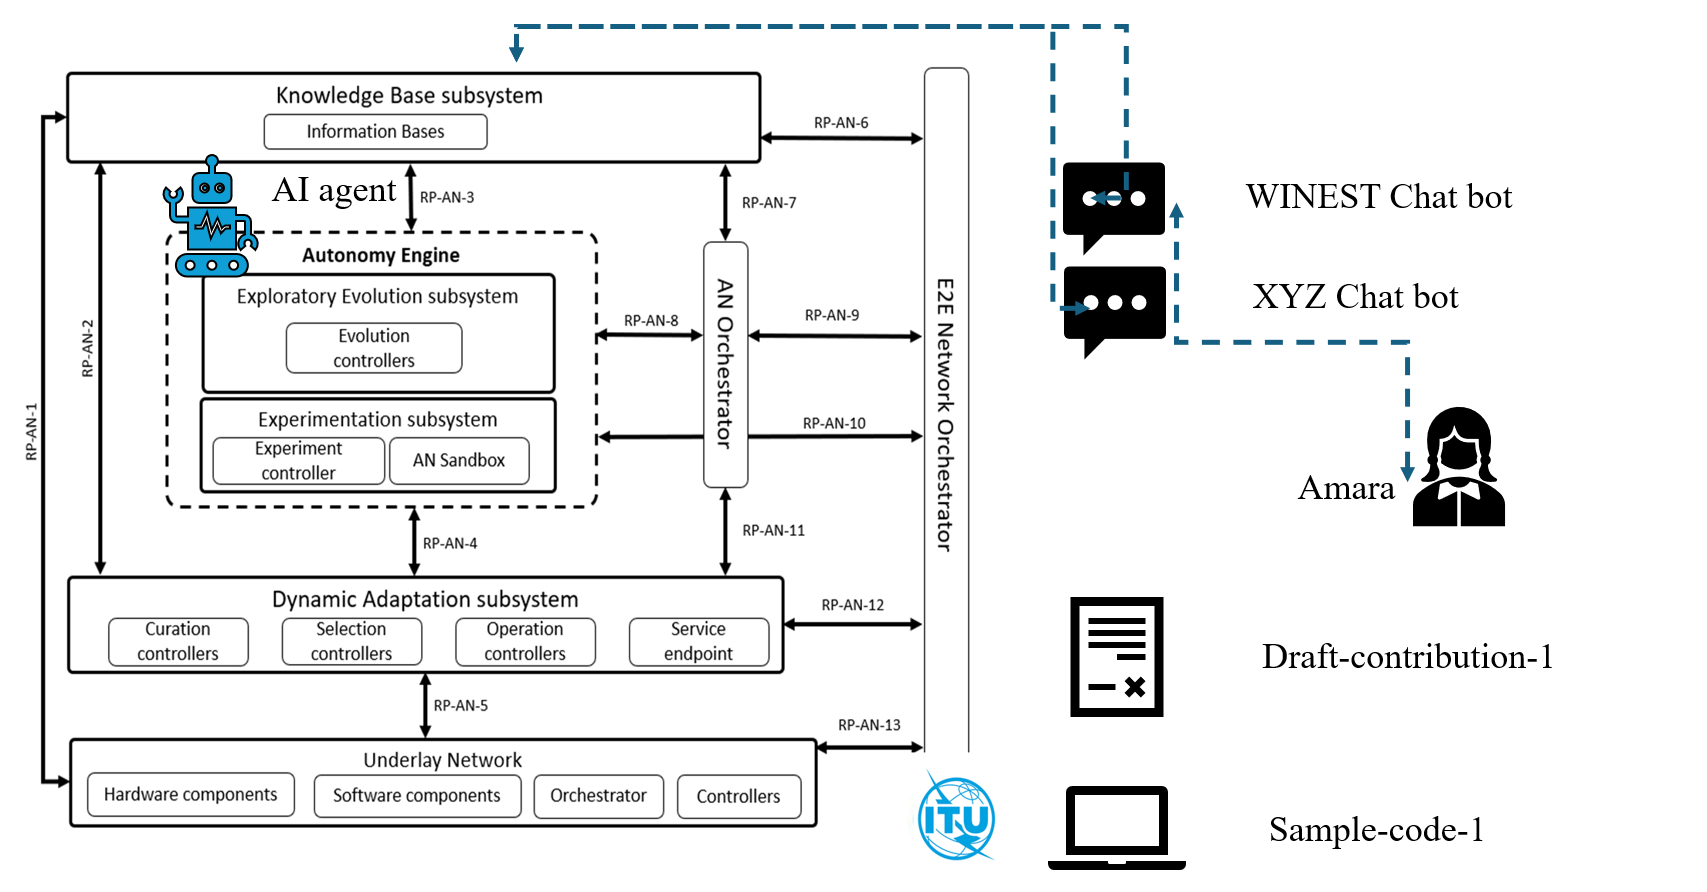 Knowledge Base subsystem
Information Bases
RP-AN-6
WINEST Chat bot
AI agent
RP-AN-3
RP-AN-7
Autonomy Engine
Exploratory Evolution subsystem
Evolution
controllers
RP-AN-8
AN Orchestrator
RP-AN-9
E2E Network Orchestrator
XYZ Chat bot
RP-AN-2
RP-AN-1
Experimentation subsystem
Experiment
controller
AN Sandbox
RP-AN-10
Amara
RP-AN-4
RP-AN-11
Dynamic Adaptation subsystem
Curation
controllers
Selection
controllers
Operation
controllers
Service
endpoint
RP-AN-12
Draft-contribution-1
RP-AN-5
RP-AN-13
Underlay Network
Hardware components
Software components
Orchestrator
Controllers
ITU
Sample-code-1